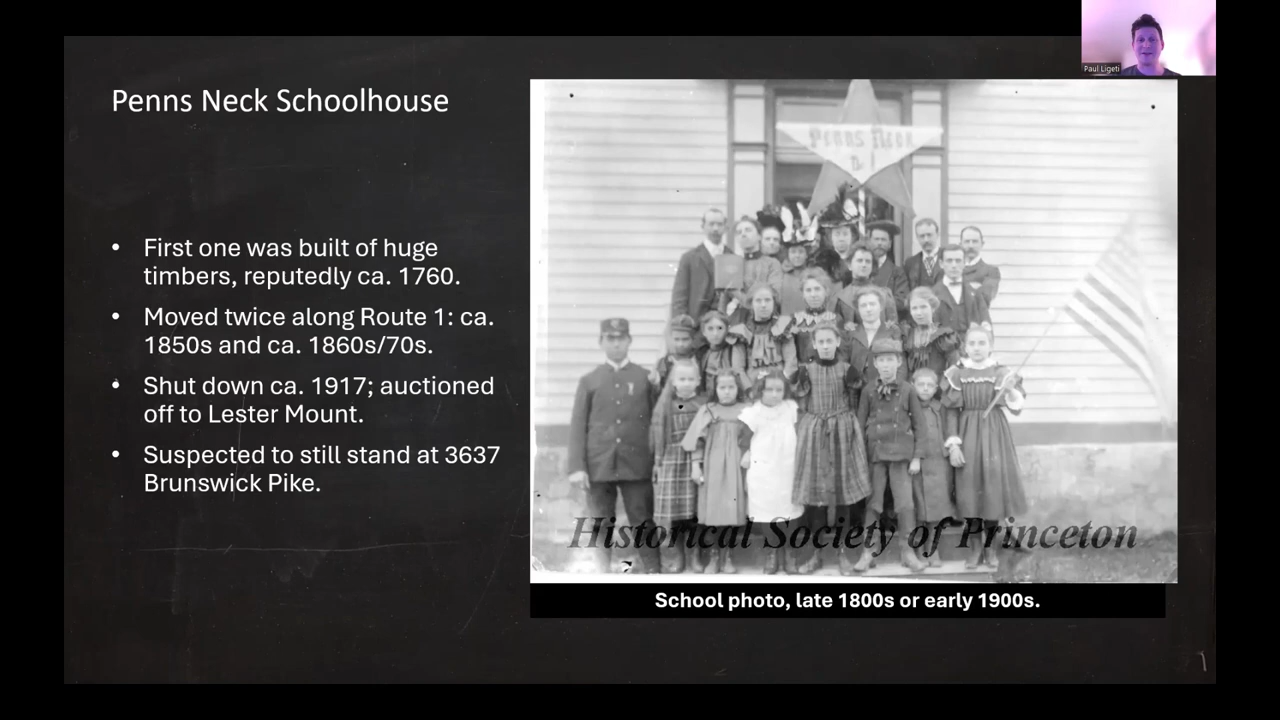 Paul Ligeti
Penns Neck Schoolhouse
• First one was built of huge
timbers, reputedly ca. 1760.
• Moved twice along Route 1: ca.
1850s and ca. 1860s/70s.
• Shut down ca. 1917; auctioned
off to Lester Mount.
• Suspected to still stand at 3637
Brunswick Pike.
Penns Neck
Historical Society of Princeton
School photo, late 1800s or early 1900s.